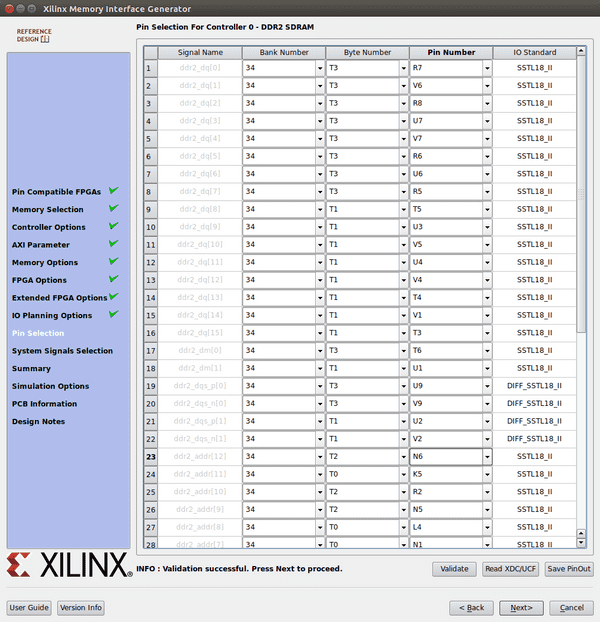 Xilinx Memory Interface Generator
REFERENCE
DESIGN
Pin Selection For Controller 0 - DDR2 SDRAM
Signal Name Bank Number Byte Number Pin Number IO Standard
1 ddr2_dq[0] 34 T3 R7 SSTL18_II
2 ddr2_dq[1] 34 T3 V6 SSTL18_II
3 ddr2_dq[2] 34 T3 R8 SSTL18_II
4 ddr2_dq[3] 34 T3 U7 SSTL18_II
5 ddr2_dq[4] 34 T3 V7 SSTL18_II
6 ddr2_dq[5] 34 T3 R6 SSTL18_II
7 ddr2_dq[6] 34 T3 U6 SSTL18_II
8 ddr2_dq[7] 34 T3 R5 SSTL18_II
9 ddr2_dq[8] 34 T1 T5 SSTL18_II
10 ddr2_dq[9] 34 T1 U3 SSTL18_II
11 ddr2_dq[10] 34 T1 V5 SSTL18_II
12 ddr2_dq[11] 34 T1 U4 SSTL18_II
13 ddr2_dq[12] 34 T1 V4 SSTL18_II
14 ddr2_dq[13] 34 T1 T4 SSTL18_II
15 ddr2_dq[14] 34 T1 V1 SSTL18_II
16 ddr2_dq[15] 34 T1 T3 SSTL18_II
17 ddr2_dm[0] 34 T3 T6 SSTL18_II
18 ddr2_dm[1] 34 T1 U1 SSTL18_II
19 ddr2_dqs_p[0] 34 T3 U9 DIFF_SSTL18_II
20 ddr2_dqs_n[0] 34 T3 V9 DIFF_SSTL18_II
21 ddr2_dqs_p[1] 34 T1 U2 DIFF_SSTL18_II
22 ddr2_dqs_n[1] 34 T1 V2 DIFF_SSTL18_II
23 ddr2_addr[12] 34 T2 N6 SSTL18_II
24 ddr2_addr[11] 34 T0 K5 SSTL18_II
25 ddr2_addr[10] 34 T2 R2 SSTL18_II
26 ddr2_addr[9] 34 T2 N5 SSTL18_II
27 ddr2_addr[8] 34 T0 L4 SSTL18_II
28 ddr2_addr[7] 34 T0 N1 SSTL18_II
Pin Compatible FPGAs
Memory Selection
Controller Options
AXI Parameter
Memory Options
FPGA Options
Extended FPGA Options
IO Planning Options
Pin Selection
System Signals Selection
Summary
Simulation Options
PCB Information
Design Notes
XILINX®
INFO : Validation successful. Press Next to proceed.
Validate Read XDC/UCF Save PinOut
User Guide Version Info < Back Next> Cancel